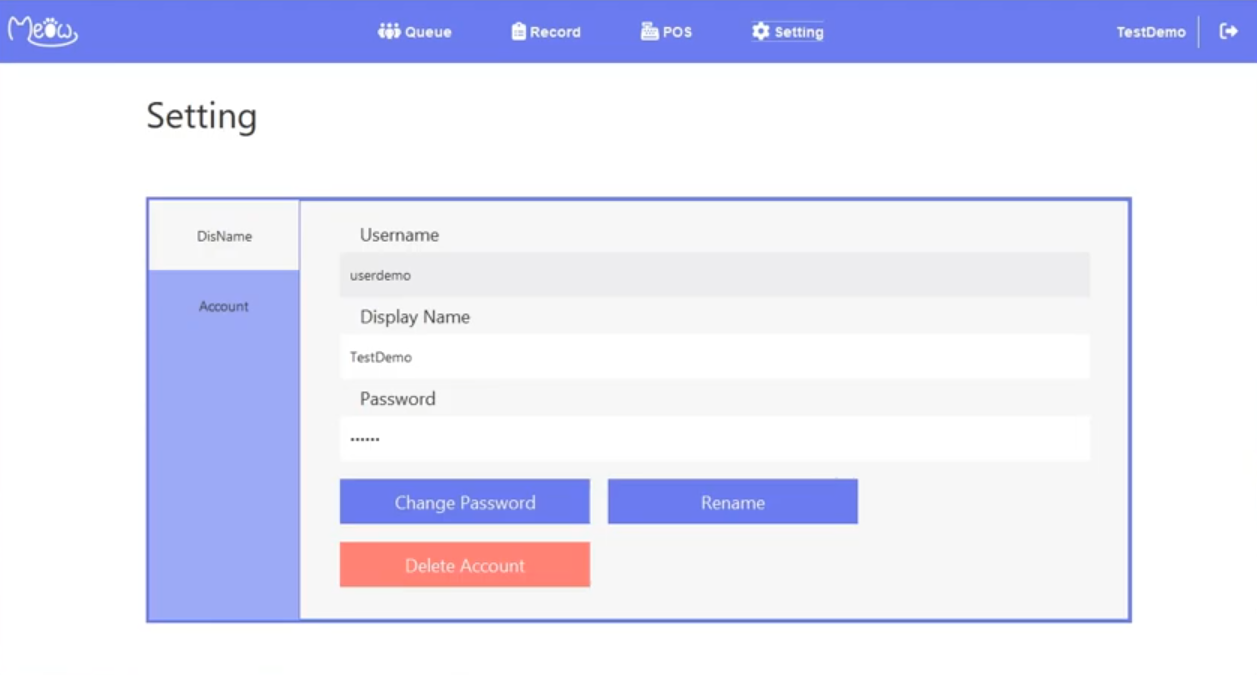 Meow
Queue Record POS Setting TestDemo
Setting
DisName
Account
Username
userdemo
Display Name
TestDemo
Password
••••••
Change Password Rename
Delete Account